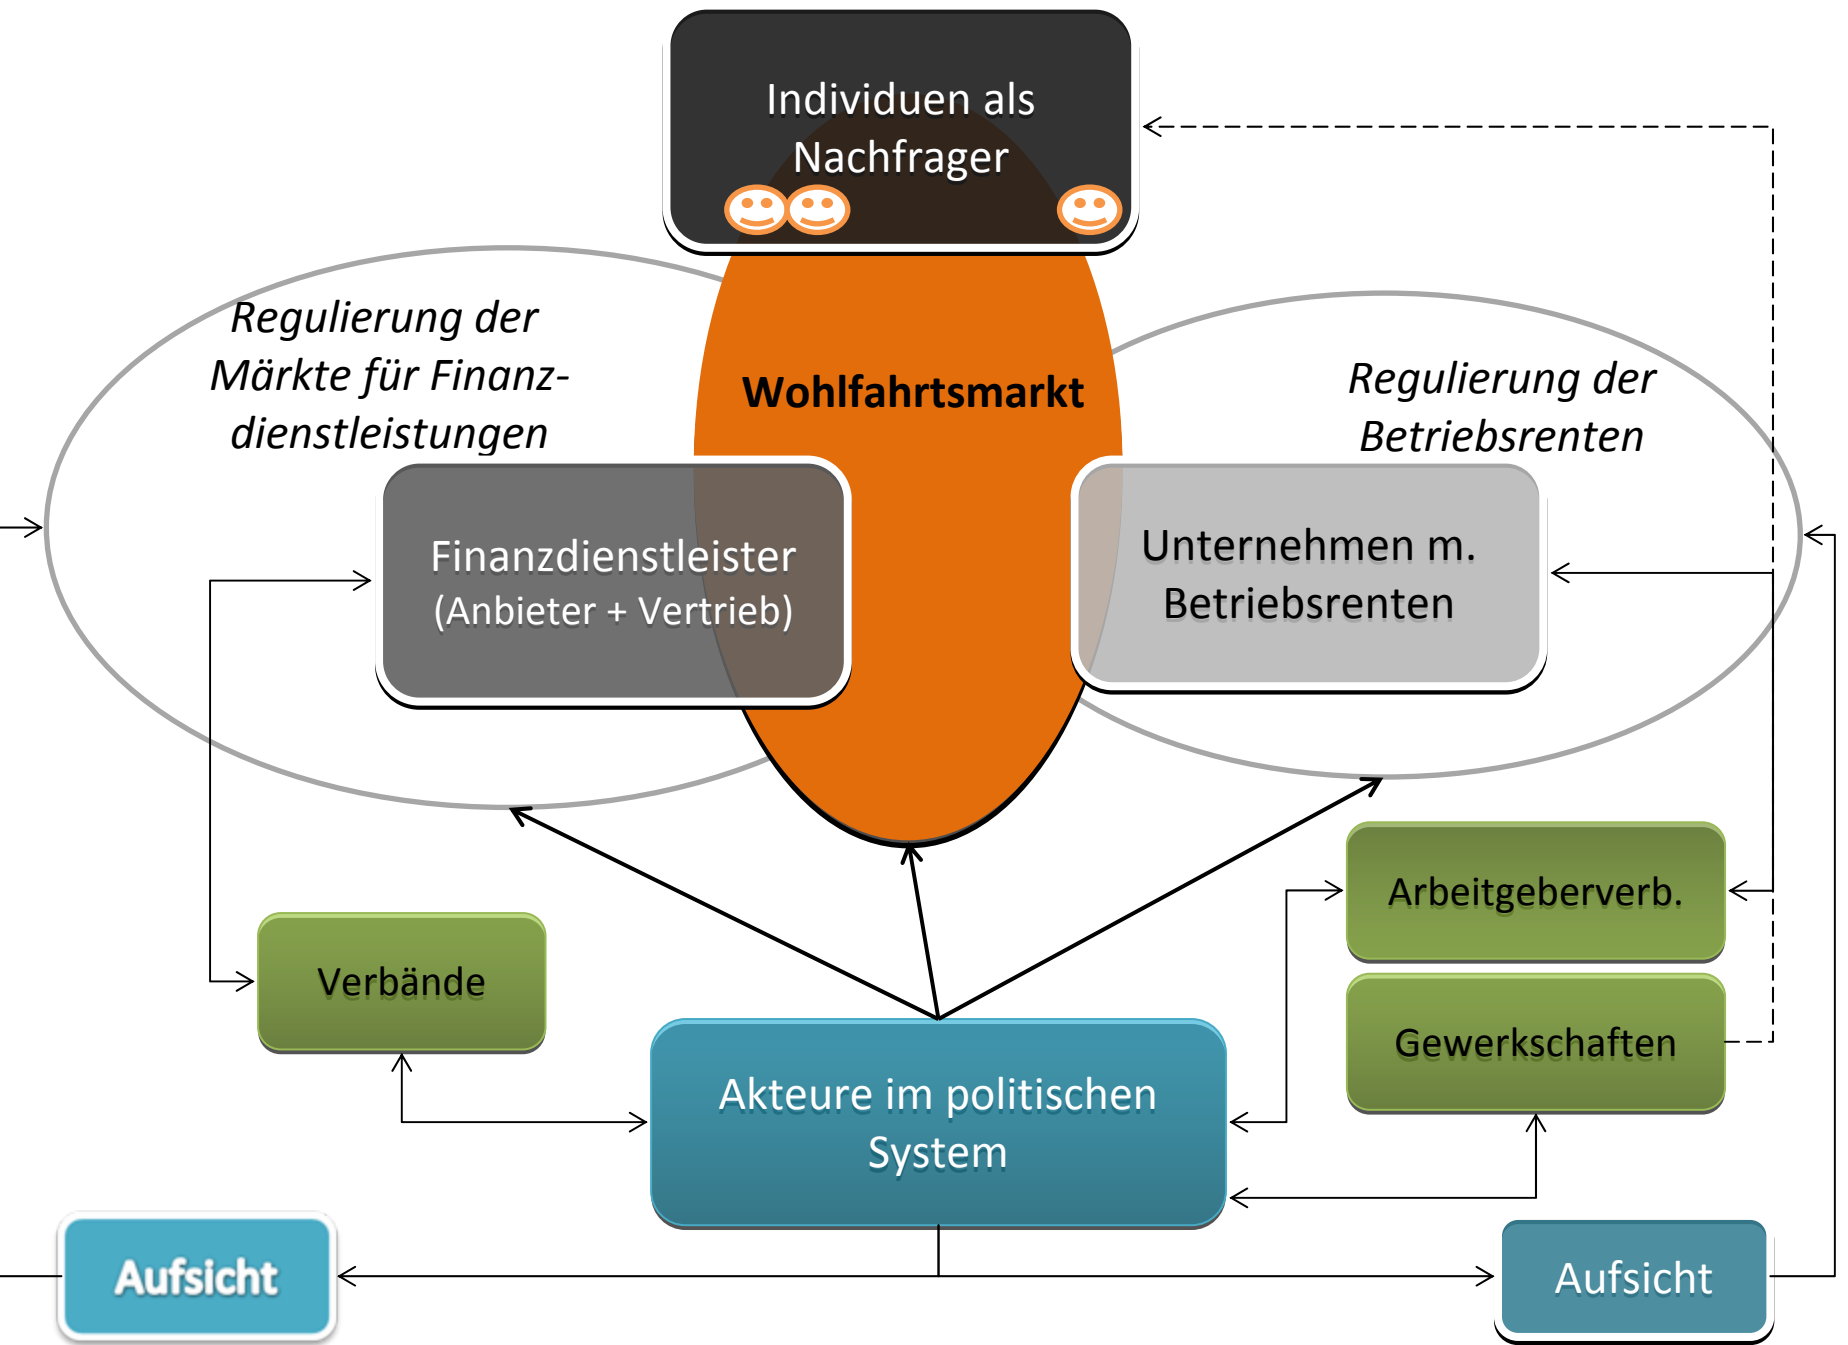 Individuen als
Nachfrager
Regulierung der
Märkte für Finanz-
dienstleistungen
Wohlfahrtsmarkt
Regulierung der
Betriebsrenten
Finanzdienstleister
(Anbieter + Vertrieb)
Unternehmen m.
Betriebsrenten
Arbeitgeberverb.
Verbände
Gewerkschaften
Akteure im politischen
System
Aufsicht
Aufsicht